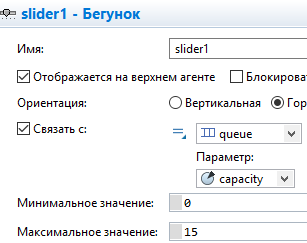 slider1 - Бегунок
Имя: slider1
Отображается на верхнем агенте Блокироват
Ориентация: Вертикальная Гор
Связать с: queue
Параметр:
capacity
Минимальное значение: 0
Максимальное значение: 15